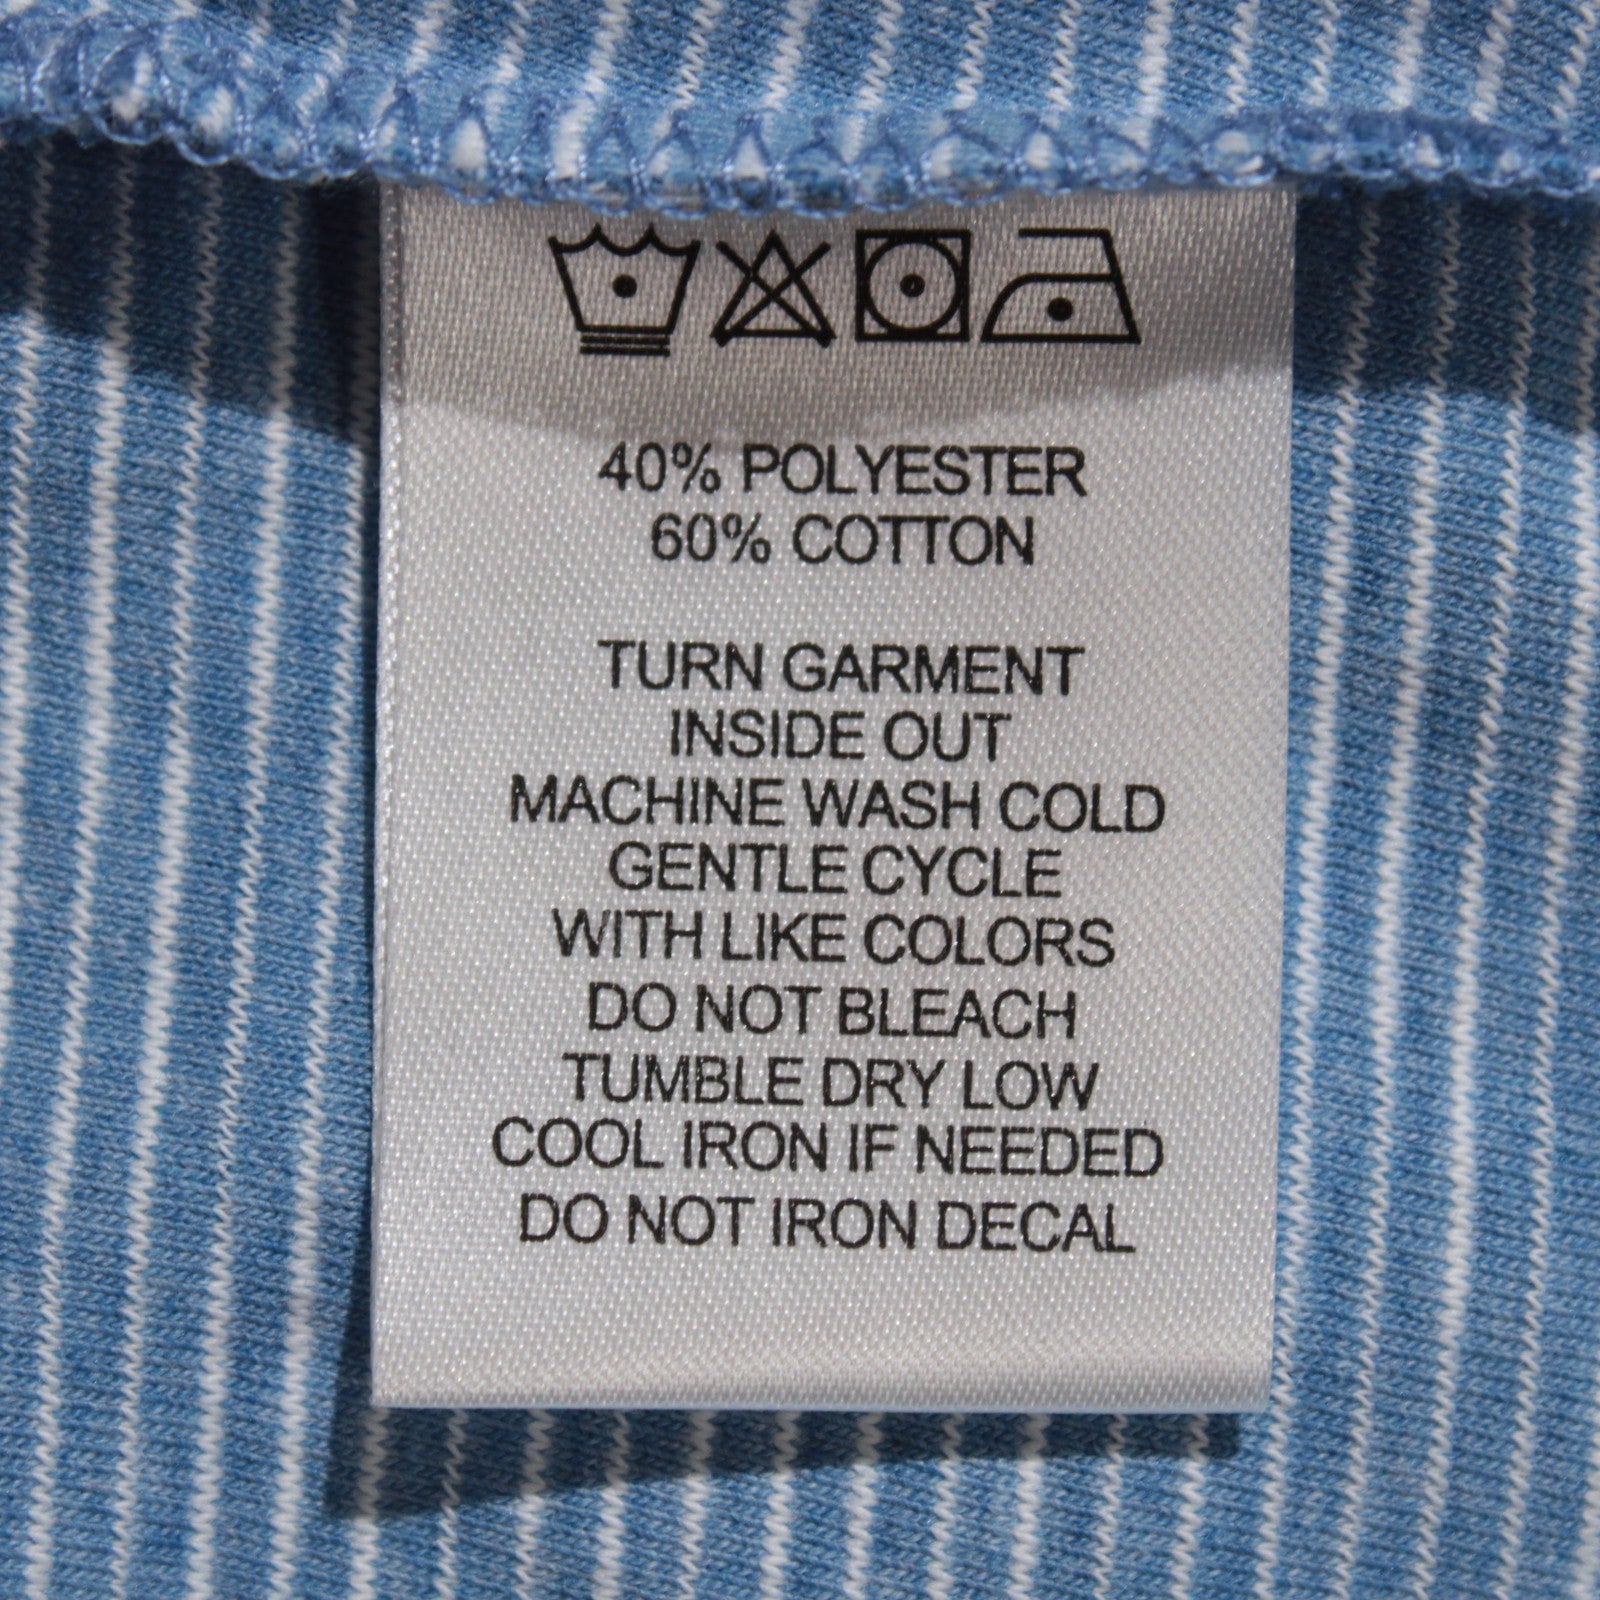 40% POLYESTER
60% COTTON
TURN GARMENT
INSIDE OUT
MACHINE WASH COLD
GENTLE CYCLE
WITH LIKE COLORS
DO NOT BLEACH
TUMBLE DRY LOW
COOL IRON IF NEEDED
DO NOT IRON DECAL